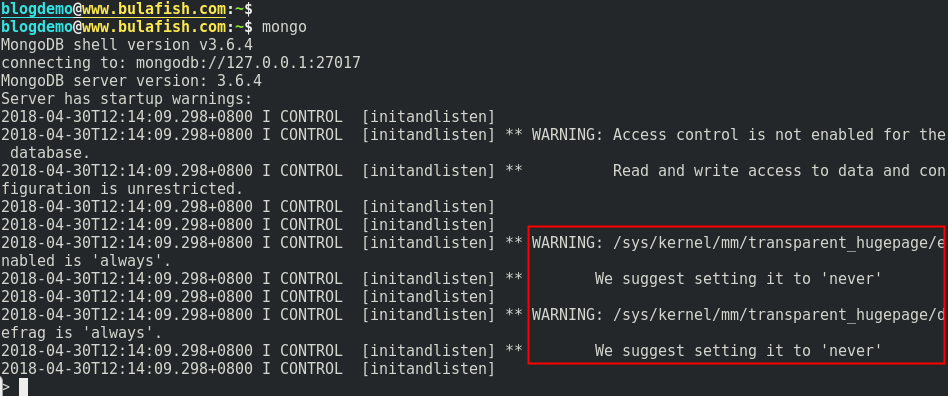 blogdemo@www.bulafish.com:~$
blogdemo@www.bulafish.com:~$ mongo
MongoDB shell version v3.6.4
connecting to: mongodb://127.0.0.1:27017
MongoDB server version: 3.6.4
Server has startup warnings:
2018-04-30T12:14:09.298+0800 I CONTROL  [initandlisten]
2018-04-30T12:14:09.298+0800 I CONTROL  [initandlisten] ** WARNING: Access control is not enabled for the
 database.
2018-04-30T12:14:09.298+0800 I CONTROL  [initandlisten] **          Read and write access to data and con
figuration is unrestricted.
2018-04-30T12:14:09.298+0800 I CONTROL  [initandlisten]
2018-04-30T12:14:09.298+0800 I CONTROL  [initandlisten]
2018-04-30T12:14:09.298+0800 I CONTROL  [initandlisten] ** WARNING: /sys/kernel/mm/transparent_hugepage/e
nabled is 'always'.
2018-04-30T12:14:09.298+0800 I CONTROL  [initandlisten] **        We suggest setting it to 'never'
2018-04-30T12:14:09.298+0800 I CONTROL  [initandlisten]
2018-04-30T12:14:09.298+0800 I CONTROL  [initandlisten] ** WARNING: /sys/kernel/mm/transparent_hugepage/d
efrag is 'always'.
2018-04-30T12:14:09.298+0800 I CONTROL  [initandlisten] **        We suggest setting it to 'never'
2018-04-30T12:14:09.298+0800 I CONTROL  [initandlisten]
>